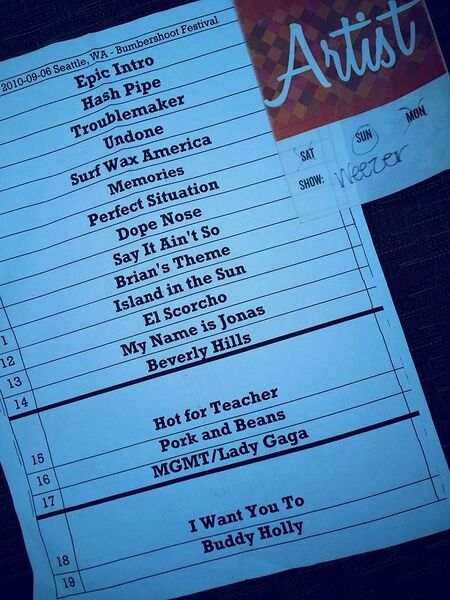 2010-09-06 Seattle, WA - Bumbershoot Festival
Epic Intro
Hash Pipe
Troublemaker
Undone
Surf Wax America
Memories
Perfect Situation
Dope Nose
Say It Ain't So
Brian's Theme
Island in the Sun
1 El Scorcho
12 My Name is Jonas
13 Beverly Hills
14
15 Hot for Teacher
16 Pork and Beans
17 MGMT/Lady Gaga
18 I Want You To
19 Buddy Holly
Artist
SAT SUN MON
SHOW: Weezer